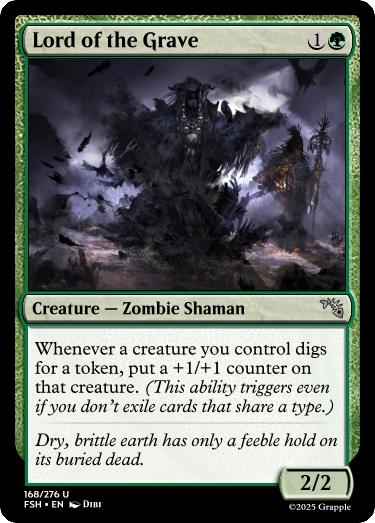 Lord of the Grave 1
Creature — Zombie Shaman
Whenever a creature you control digs
for a token, put a +1/+1 counter on
that creature. (This ability triggers even
if you don't exile cards that share a type.)
Dry, brittle earth has only a feeble hold on
its buried dead.
2/2
168/276 U
FSH • EN DIBI
©2025 Grapple